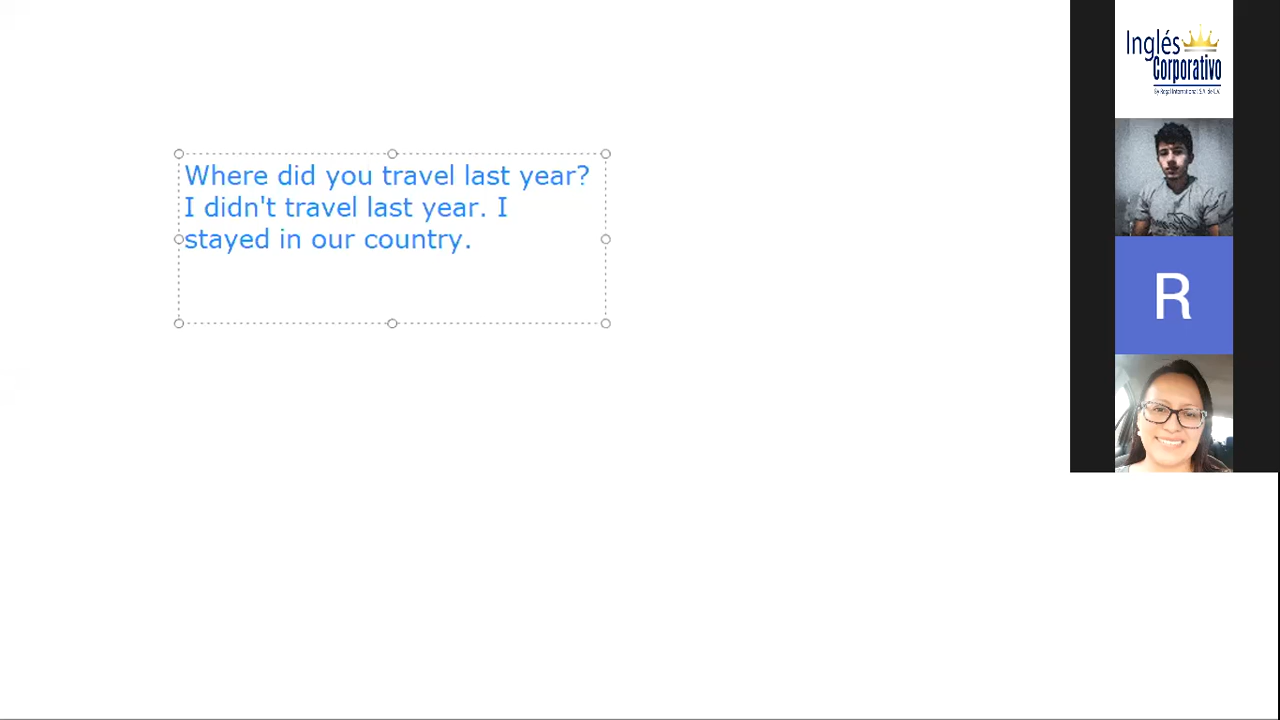 Where did you travel last year?
I didn't travel last year. I
stayed in our country.
Inglés
Corporativo
R